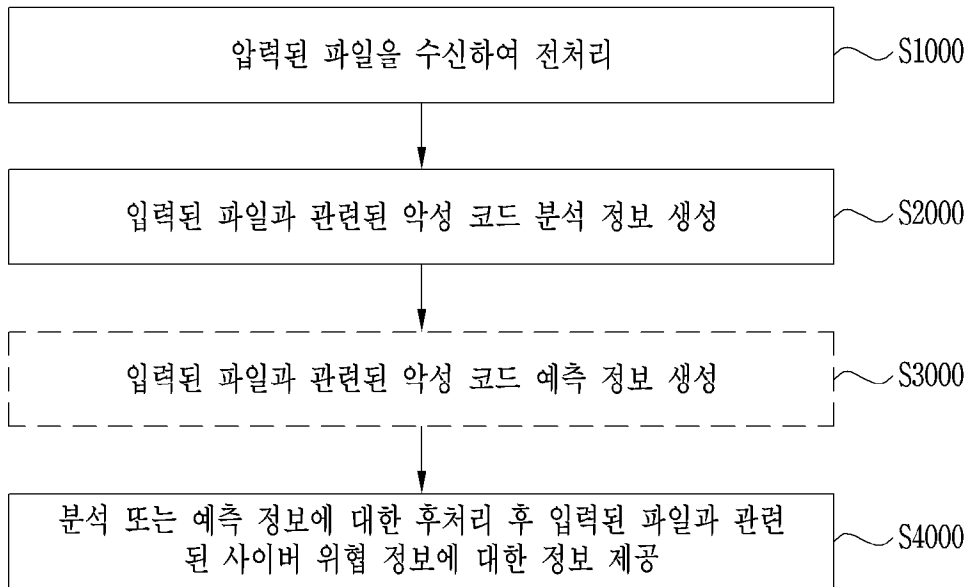 압력된 파일을 수신하여 전처리
S1000
입력된 파일과 관련된 악성 코드 분석 정보 생성
S2000
입력된 파일과 관련된 악성 코드 예측 정보 생성
S3000
분석 또는 예측 정보에 대한 후처리 후 입력된 파일과 관련
된 사이버 위협 정보에 대한 정보 제공
S4000